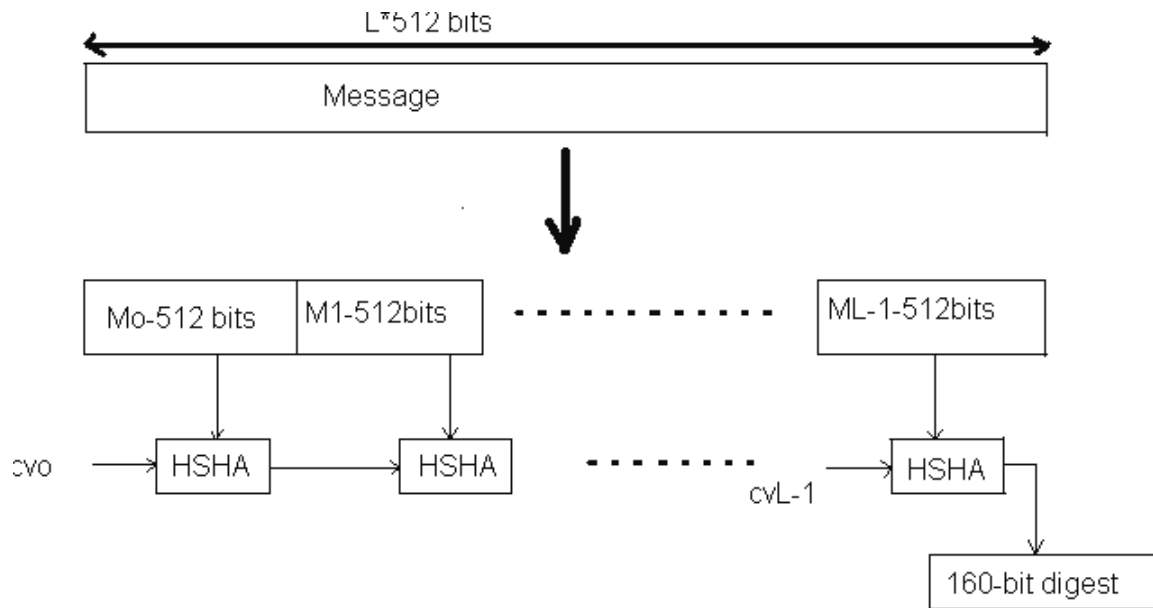 L*512 bits
Message
Mo-512 bits
M1-512bits
ML-1-512bits
cvo
HSHA
HSHA
cvL-1
HSHA
160-bit digest